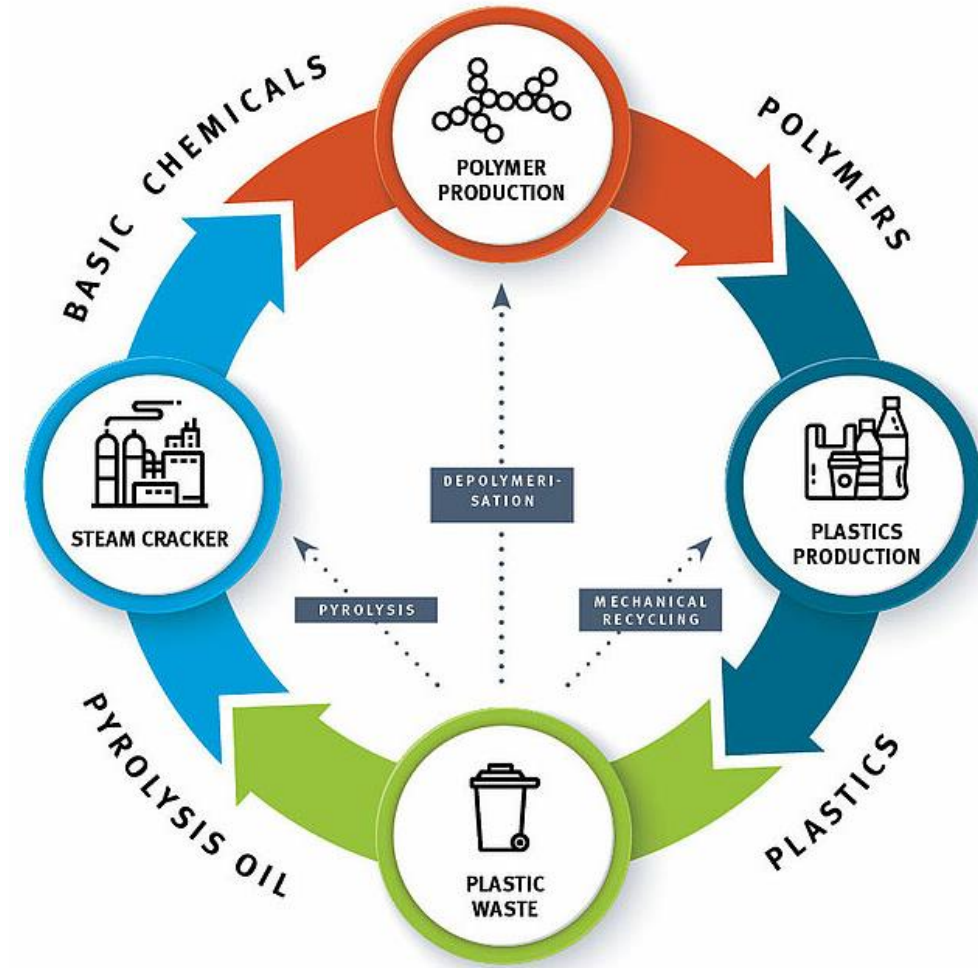 BASIC CHEMICALS
POLYMER
PRODUCTION
POLYMERS
STEAM CRACKER
DEPOLYMERI-
SATION
PLASTICS
PRODUCTION
PYROLYSIS
MECHANICAL
RECYCLING
PYROLYSIS OIL
PLASTIC
WASTE
PLASTICS